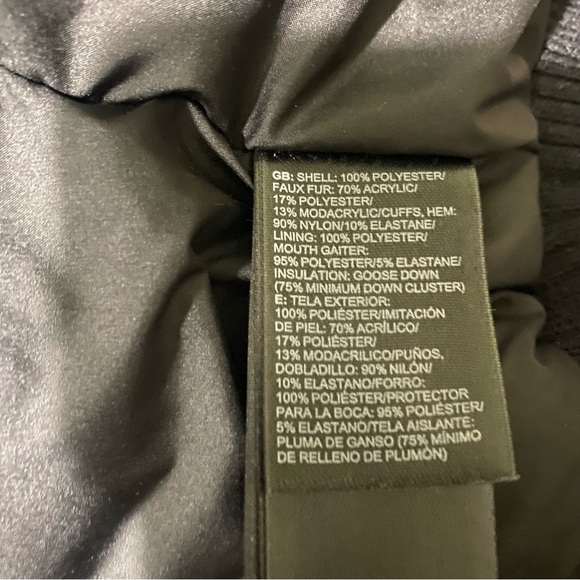 GB: SHELL: 100% POLYESTER/
FAUX FUR: 70% ACRYLIC/
17% POLYESTER/
13% MODACRYLIC/CUFFS, HEM:
90% NYLON/10% ELASTANE/
LINING: 100% POLYESTER/
MOUTH GAITER:
95% POLYESTER/5% ELASTANE/
INSULATION: GOOSE DOWN
(75% MINIMUM DOWN CLUSTER)
E: TELA EXTERIOR:
100% POLIÉSTER/IMITACIÓN
DE PIEL: 70% ACRÍLICO/
17% POLIÉSTER/
13% MODACRILICO/PUÑOS,
DOBLADILLO: 90% NILÓN/
10% ELASTANO/FORRO:
100% POLIÉSTER/PROTECTOR
PARA LA BOCA: 95% POLIÉSTER/
5% ELASTANO/TELA AISLANTE:
PLUMA DE GANSO (75% MÍNIMO
DE RELLENO DE PLUMÓN)